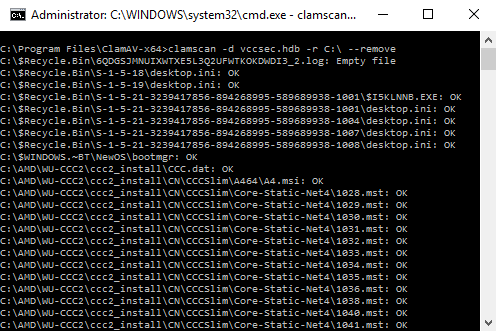 Administrator: C:\WINDOWS\system32\cmd.exe - clamscan -d vccsec.hdb -r C:\ --remove
C:\Program Files\ClamAV-x64>clamscan -d vccsec.hdb -r C:\ --remove
C:\$Recycle.Bin\6QDGSJMNUIXWTXE5L3Q2UFWTKOKDWDI3_2.log: Empty file
C:\$Recycle.Bin\S-1-5-18\desktop.ini: OK
C:\$Recycle.Bin\S-1-5-19\desktop.ini: OK
C:\$Recycle.Bin\S-1-5-21-3239417856-894268995-589689938-1001\$I5KLNNB.EXE: OK
C:\$Recycle.Bin\S-1-5-21-3239417856-894268995-589689938-1001\desktop.ini: OK
C:\$Recycle.Bin\S-1-5-21-3239417856-894268995-589689938-1004\desktop.ini: OK
C:\$Recycle.Bin\S-1-5-21-3239417856-894268995-589689938-1007\desktop.ini: OK
C:\$Recycle.Bin\S-1-5-21-3239417856-894268995-589689938-1008\desktop.ini: OK
C:\$WINDOWS.~BT\NewOS\bootmgr: OK
C:\AMD\WU-CCC2\ccc2_install\CCC.dat: OK
C:\AMD\WU-CCC2\ccc2_install\CN\CCCSlim\A464\A4.msi: OK
C:\AMD\WU-CCC2\ccc2_install\CN\CCCSlim\Core-Static-Net4\1028.mst: OK
C:\AMD\WU-CCC2\ccc2_install\CN\CCCSlim\Core-Static-Net4\1029.mst: OK
C:\AMD\WU-CCC2\ccc2_install\CN\CCCSlim\Core-Static-Net4\1030.mst: OK
C:\AMD\WU-CCC2\ccc2_install\CN\CCCSlim\Core-Static-Net4\1031.mst: OK
C:\AMD\WU-CCC2\ccc2_install\CN\CCCSlim\Core-Static-Net4\1032.mst: OK
C:\AMD\WU-CCC2\ccc2_install\CN\CCCSlim\Core-Static-Net4\1033.mst: OK
C:\AMD\WU-CCC2\ccc2_install\CN\CCCSlim\Core-Static-Net4\1034.mst: OK
C:\AMD\WU-CCC2\ccc2_install\CN\CCCSlim\Core-Static-Net4\1035.mst: OK
C:\AMD\WU-CCC2\ccc2_install\CN\CCCSlim\Core-Static-Net4\1036.mst: OK
C:\AMD\WU-CCC2\ccc2_install\CN\CCCSlim\Core-Static-Net4\1038.mst: OK
C:\AMD\WU-CCC2\ccc2_install\CN\CCCSlim\Core-Static-Net4\1040.mst: OK
C:\AMD\WU-CCC2\ccc2_install\CN\CCCSlim\Core-Static-Net4\1041.mst: OK